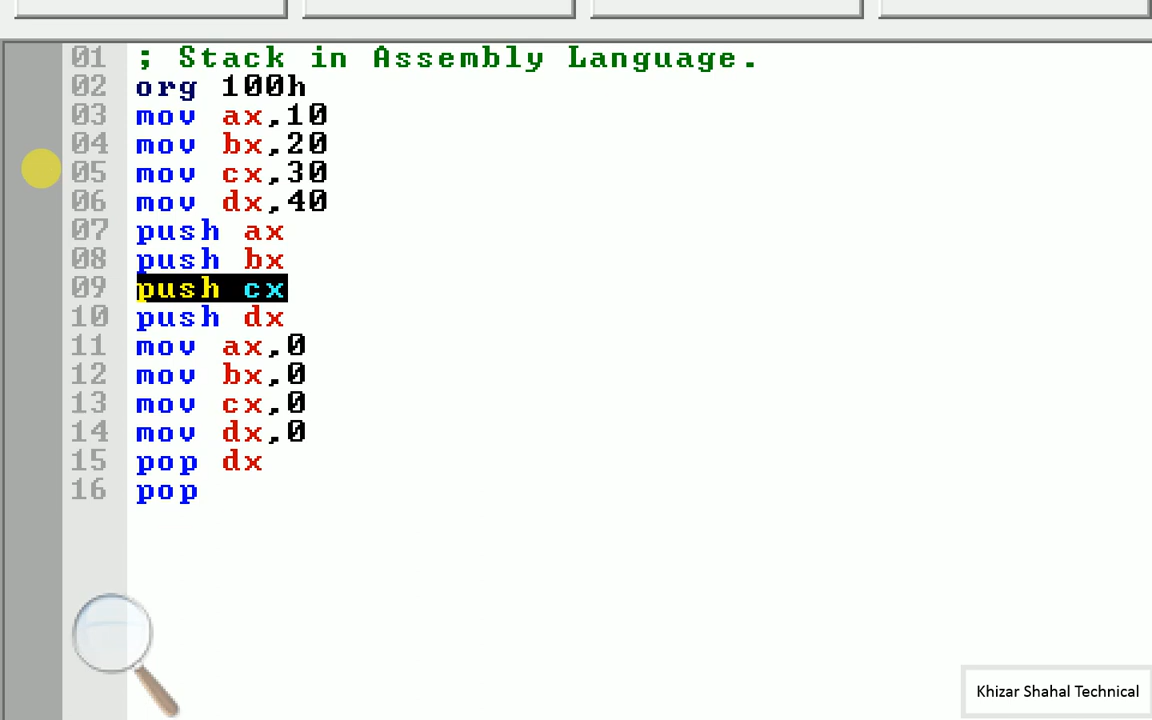 01 ; Stack in Assembly Language.
02 org 100h
03 mov ax,10
04 mov bx,20
05 mov cx,30
06 mov dx,40
07 push ax
08 push bx
09 push cx
10 push dx
11 mov ax,0
12 mov bx,0
13 mov cx,0
14 mov dx,0
15 pop dx
16 pop
Khizar Shahal Technical